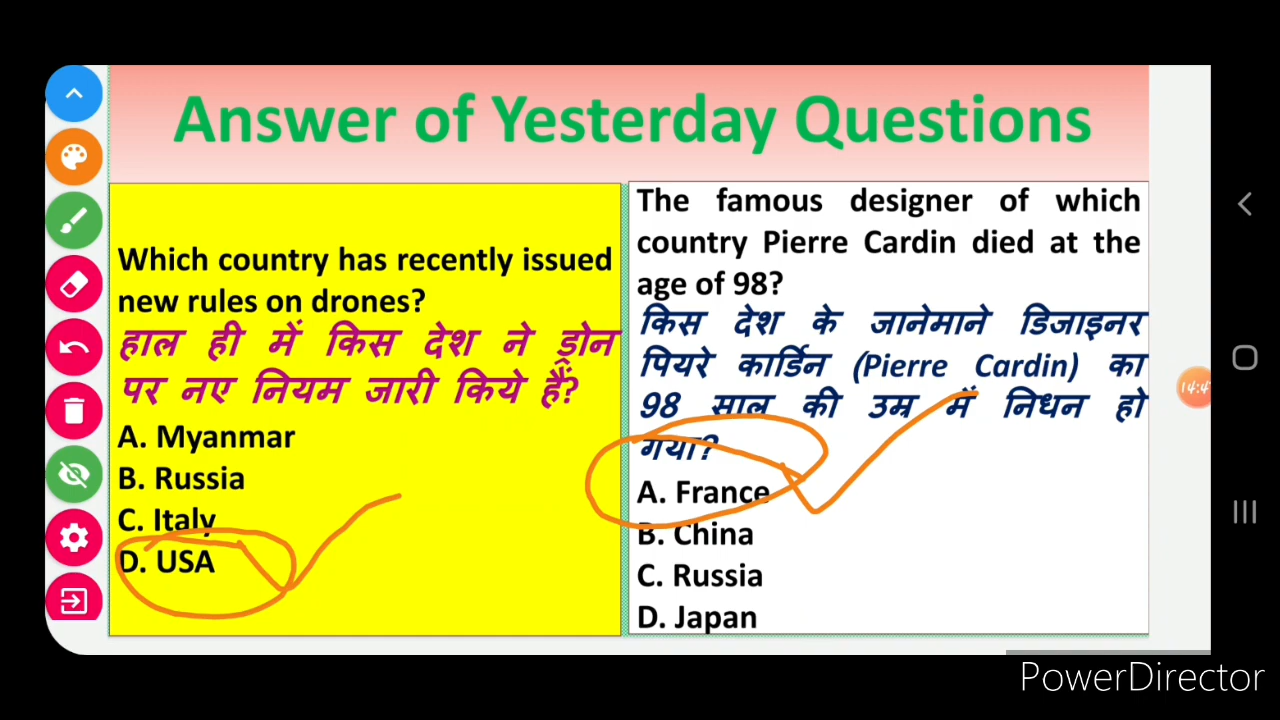 Answer of Yesterday Questions
Which country has recently issued
new rules on drones?
हाल ही में किस देश ने ड्रोन
पर नए नियम जारी किये हैं?
A. Myanmar
B. Russia
C. Italy
D. USA
The famous designer of which
country Pierre Cardin died at the
age of 98?
किस देश के जानेमाने डिजाइनर
पियरे कार्डिन (Pierre Cardin) का
98 साल की उम्र में निधन हो
गया?
A. France
B. China
C. Russia
D. Japan
14:4
PowerDirector